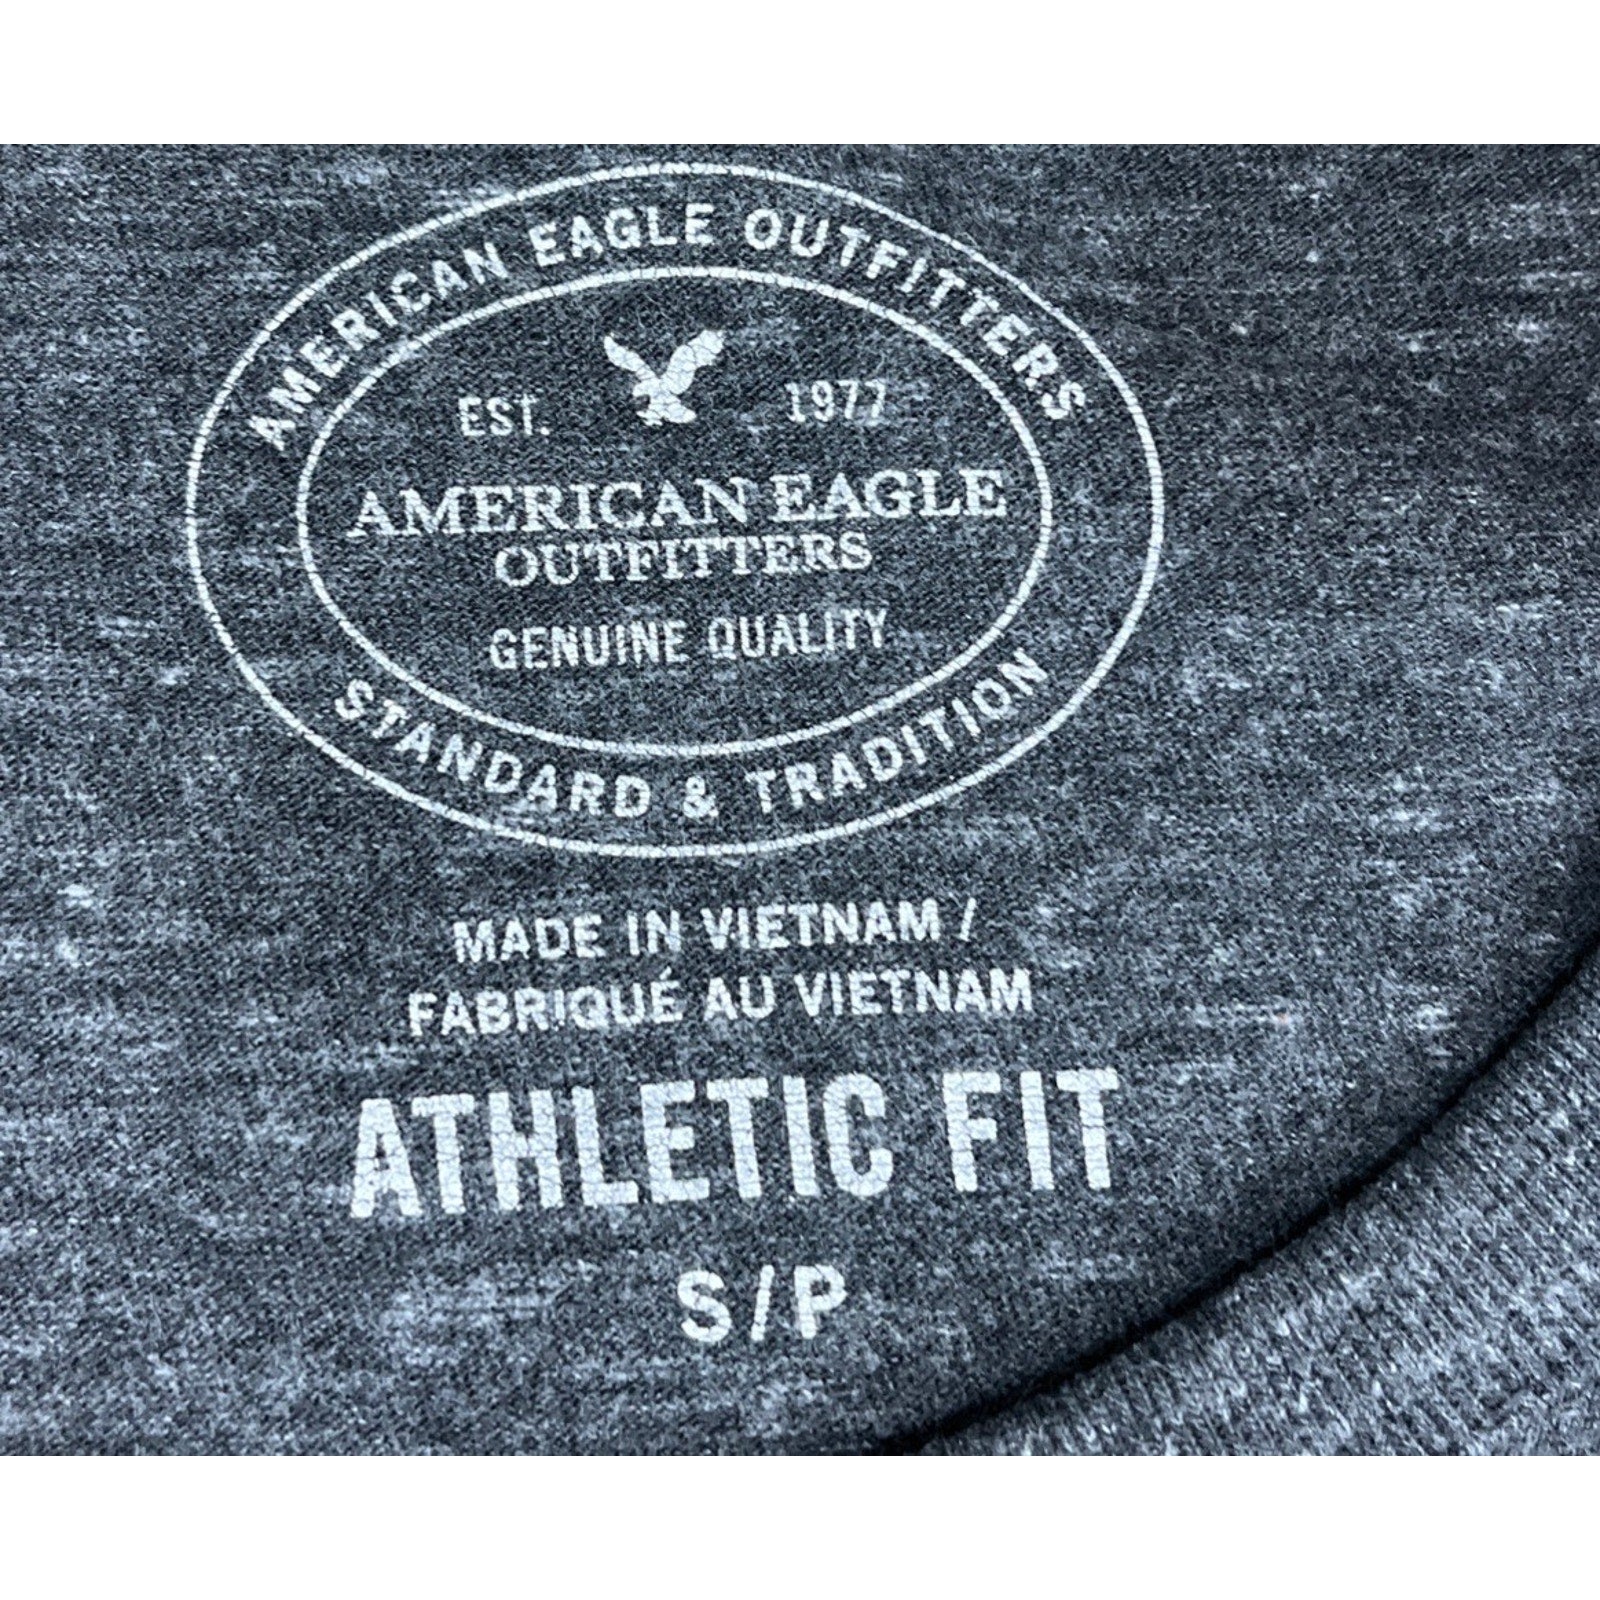 AMERICAN EAGLE OUTFITTERS
EST. 1977
AMERICAN EAGLE
OUTFITTERS
GENUINE QUALITY
STANDARD & TRADITION
MADE IN VIETNAM /
FABRIQUÉ AU VIETNAM
ATHLETIC FIT
S/P